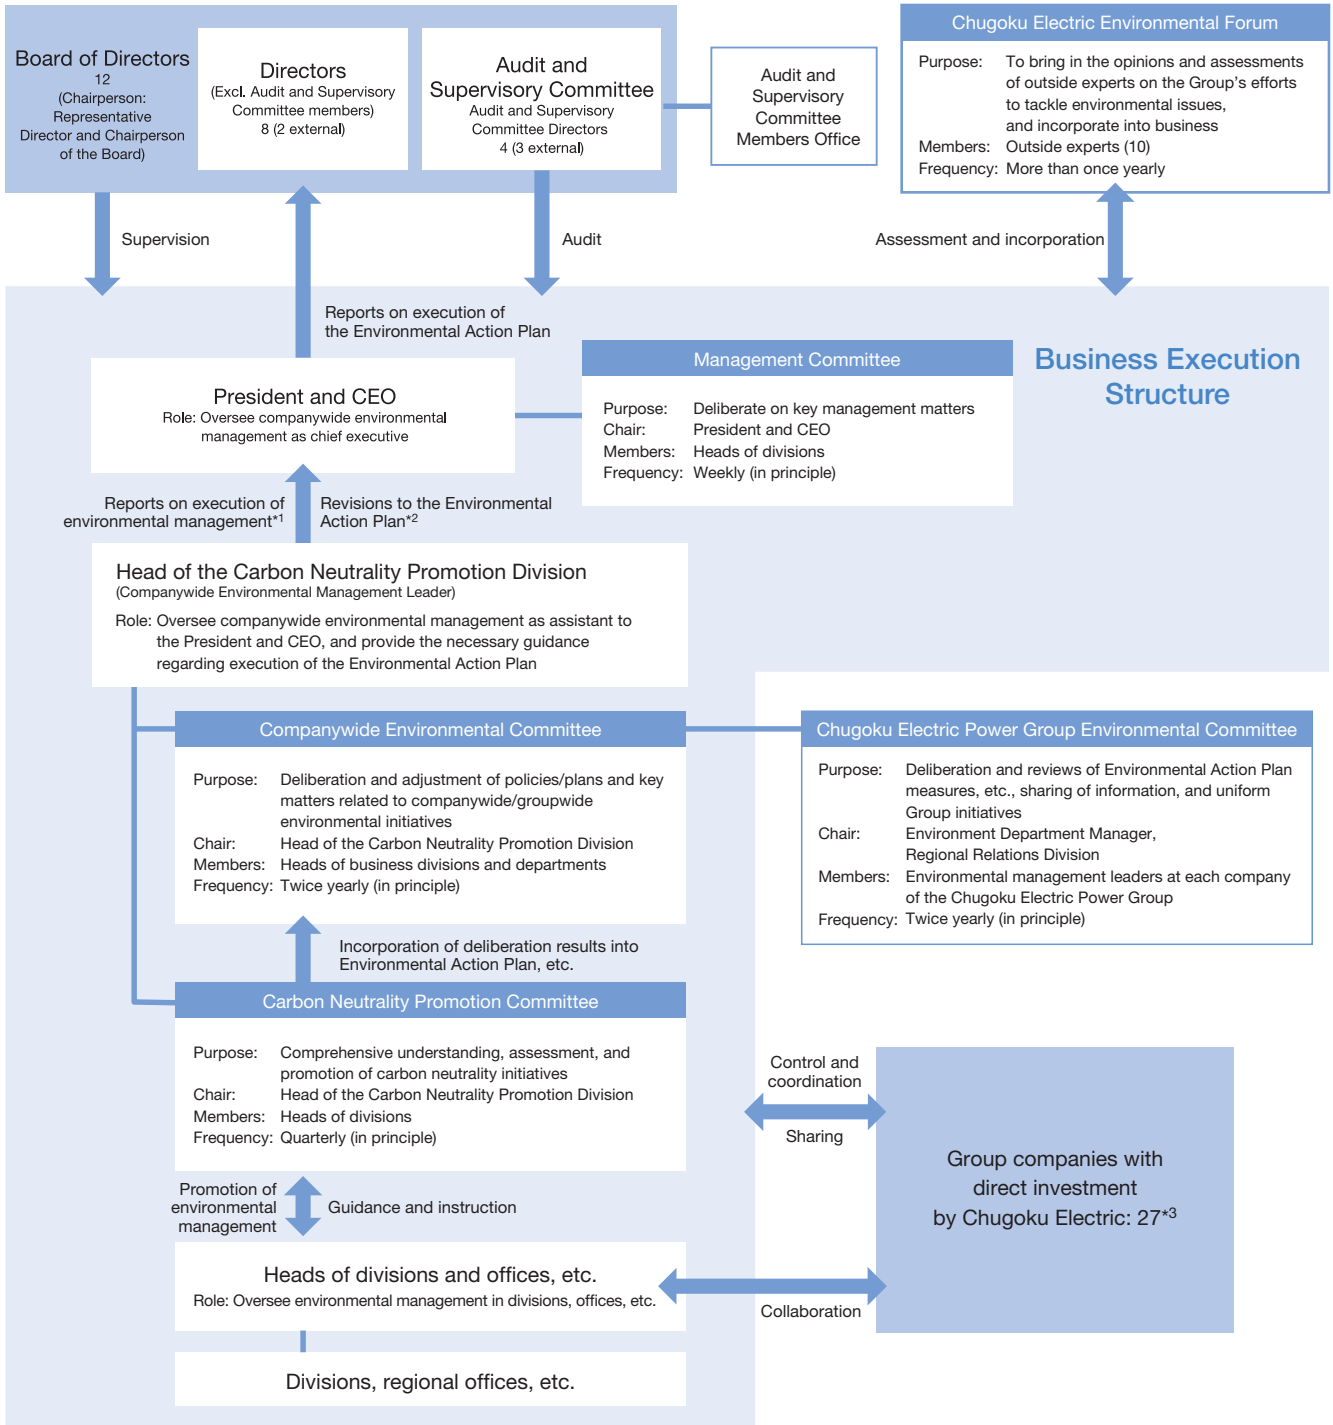 Board of Directors
12
(Chairperson:
Representative
Director and Chairperson
of the Board)
Directors
(Excl. Audit and Supervisory
Committee members)
8 (2 external)
Audit and
Supervisory Committee
Audit and Supervisory
Committee Directors
4 (3 external)
Audit and
Supervisory
Committee
Members Office
Chugoku Electric Environmental Forum
Purpose: To bring in the opinions and assessments
of outside experts on the Group’s efforts
to tackle environmental issues,
and incorporate into business
Members: Outside experts (10)
Frequency: More than once yearly
Supervision
Audit
Assessment and incorporation
Reports on execution of
the Environmental Action Plan
Business Execution
Structure
President and CEO
Role: Oversee companywide environmental
management as chief executive
Management Committee
Purpose: Deliberate on key management matters
Chair: President and CEO
Members: Heads of divisions
Frequency: Weekly (in principle)
Reports on execution of
environmental management*1
Revisions to the Environmental
Action Plan*2
Head of the Carbon Neutrality Promotion Division
(Companywide Environmental Management Leader)
Role: Oversee companywide environmental management as assistant to
the President and CEO, and provide the necessary guidance
regarding execution of the Environmental Action Plan
Companywide Environmental Committee
Purpose: Deliberation and adjustment of policies/plans and key
matters related to companywide/groupwide
environmental initiatives
Chair: Head of the Carbon Neutrality Promotion Division
Members: Heads of business divisions and departments
Frequency: Twice yearly (in principle)
Chugoku Electric Power Group Environmental Committee
Purpose: Deliberation and reviews of Environmental Action Plan
measures, etc., sharing of information, and uniform
Group initiatives
Chair: Environment Department Manager,
Regional Relations Division
Members: Environmental management leaders at each company
of the Chugoku Electric Power Group
Frequency: Twice yearly (in principle)
Incorporation of deliberation results into
Environmental Action Plan, etc.
Carbon Neutrality Promotion Committee
Purpose: Comprehensive understanding, assessment, and
promotion of carbon neutrality initiatives
Chair: Head of the Carbon Neutrality Promotion Division
Members: Heads of divisions
Frequency: Quarterly (in principle)
Control and
coordination
Sharing
Group companies with
direct investment
by Chugoku Electric: 27*3
Promotion of
environmental
management
Guidance and instruction
Heads of divisions and offices, etc.
Role: Oversee environmental management in divisions, offices, etc.
Collaboration
Divisions, regional offices, etc.